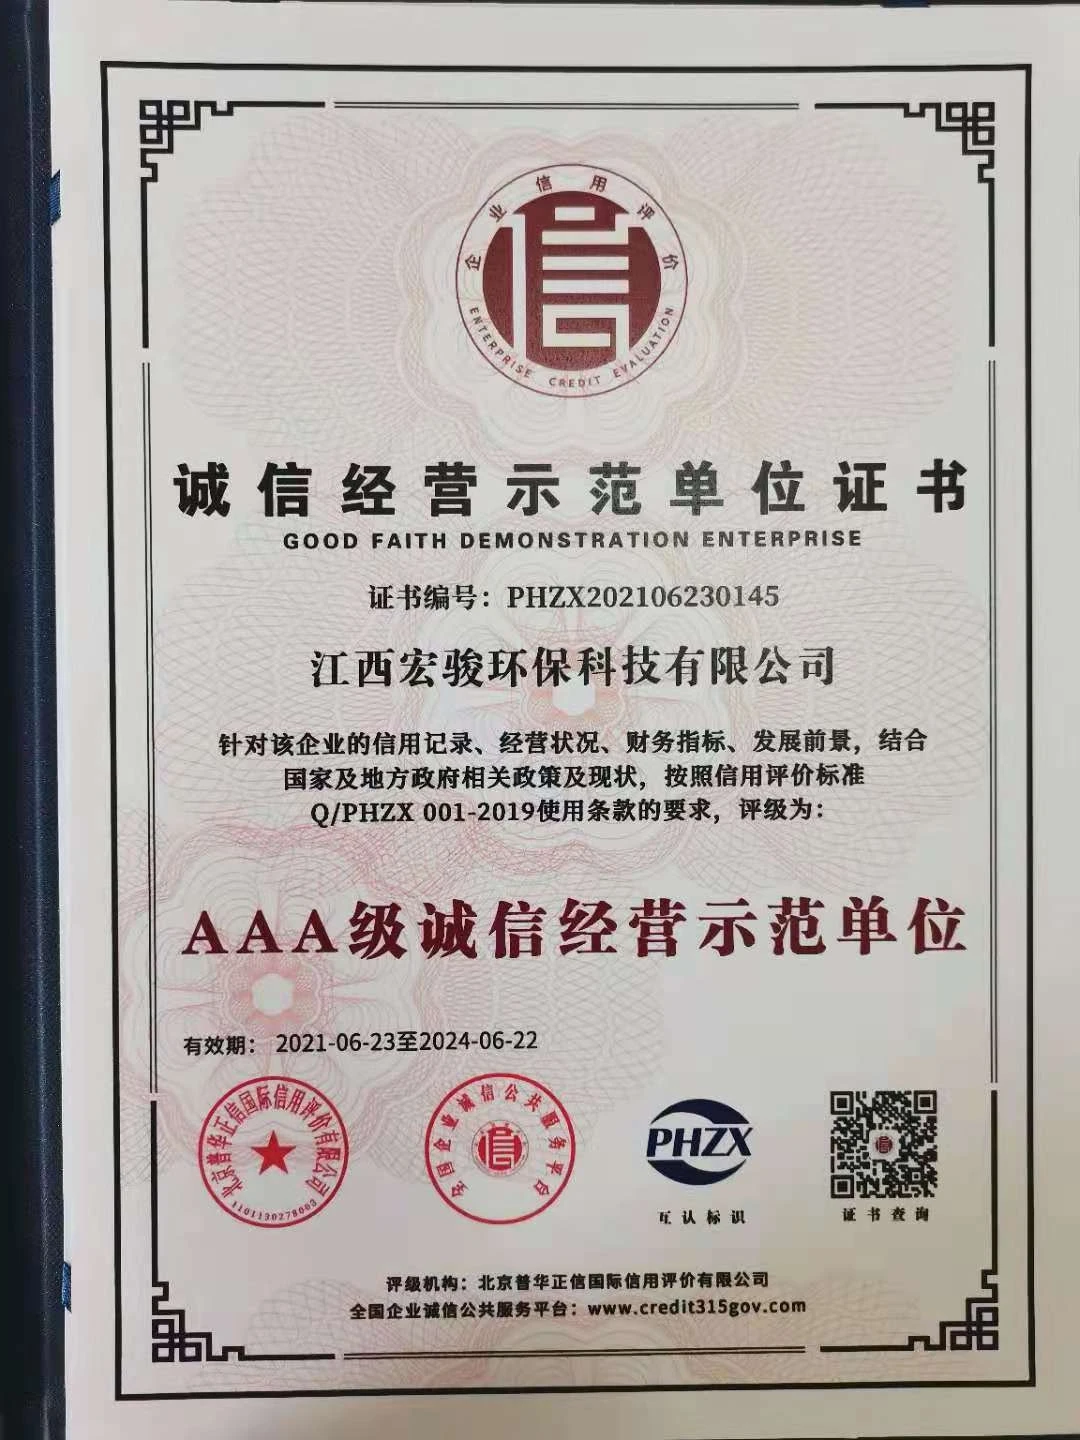 企业信用评价
ENTERPRISE CREDIT EVALUATION
诚信经营示范单位证书
GOOD FAITH DEMONSTRATION ENTERPRISE
证书编号：PHZX202106230145
江西宏骏环保科技有限公司
针对该企业的信用记录、经营状况、财务指标、发展前景，结合
国家及地方政府相关政策及现状，按照信用评价标准
Q/PHZX 001-2019使用条款的要求，评级为：
AAA级诚信经营示范单位
有效期： 2021-06-23至2024-06-22
北京普华正信国际信用评价有限公司
1101130278003
全国企业诚信公共服务平台
PHZX
互认标识
证书查询
评级机构：北京普华正信国际信用评价有限公司
全国企业诚信公共服务平台：www.credit315gov.com